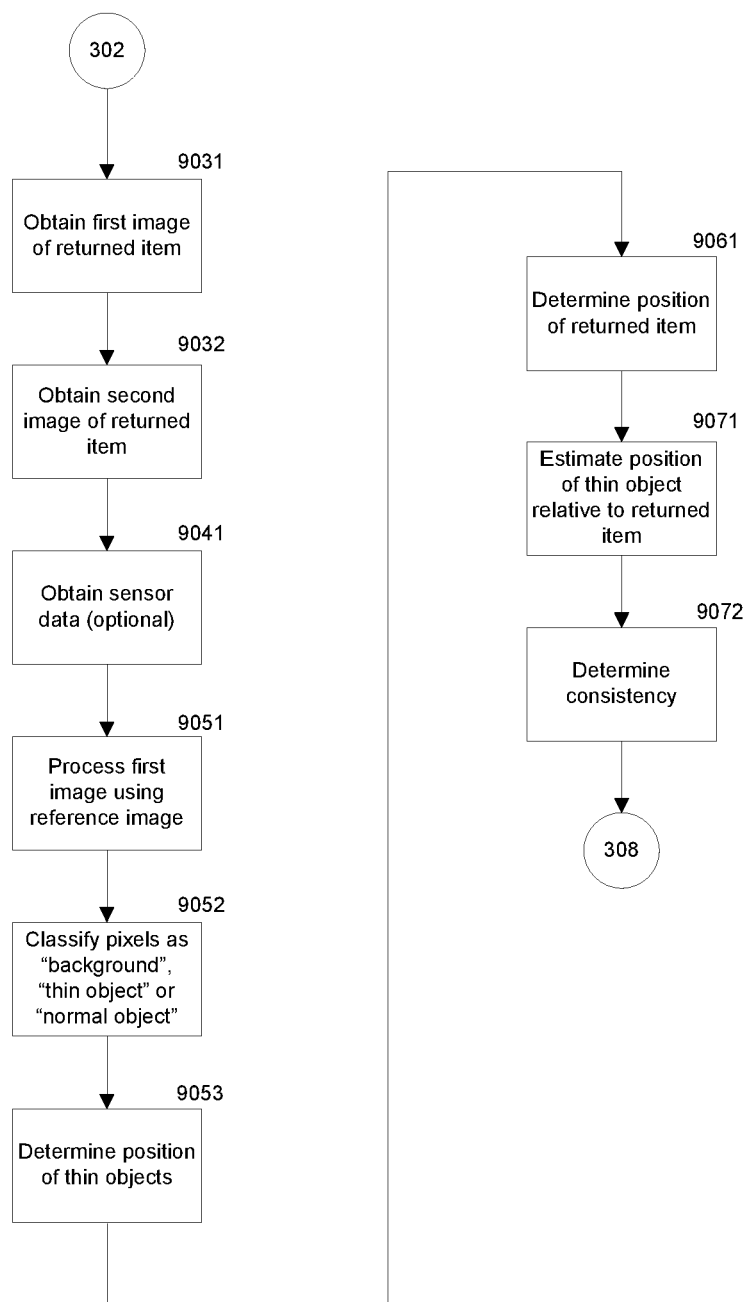 302
9031
Obtain first image
of returned item
9032
Obtain second
image of returned
item
9041
Obtain sensor
data (optional)
9051
Process first
image using
reference image
9052
Classify pixels as
“background”,
“thin object” or
“normal object”
9053
Determine position
of thin objects
9061
Determine position
of returned item
9071
Estimate position
of thin object
relative to returned
item
9072
Determine
consistency
308